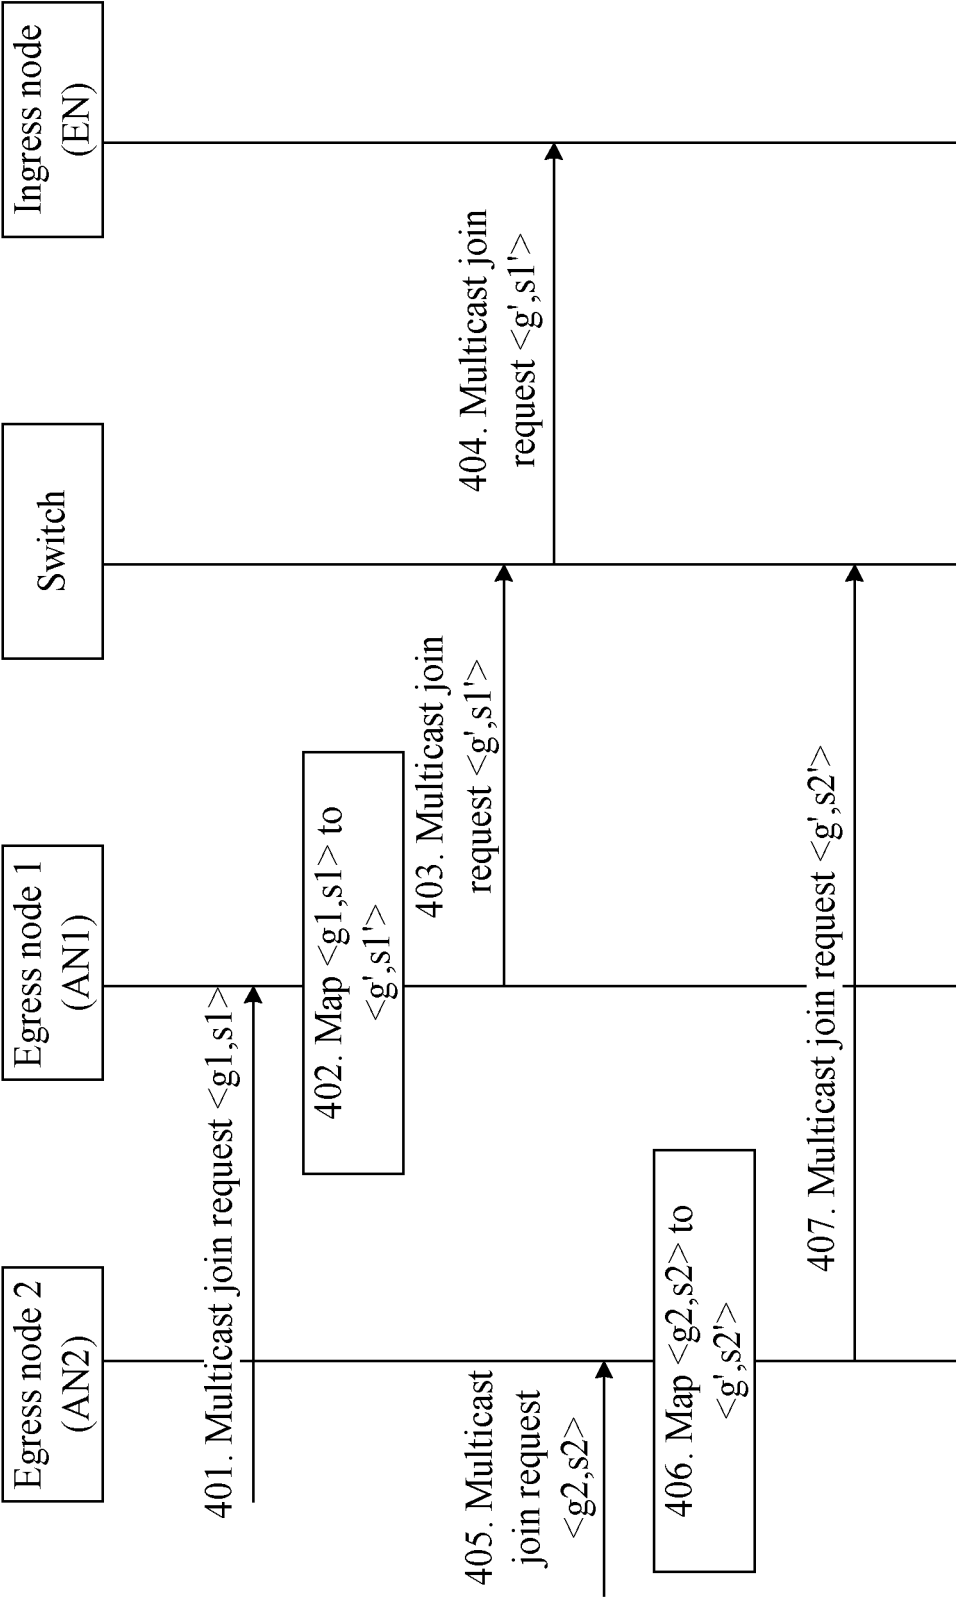 Egress node 2
(AN2)
Egress node 1
(AN1)
Switch
Ingress node
(EN)
401. Multicast join request <g1,s1>
402. Map <g1,s1> to
<g',s1'>
403. Multicast join
request <g',s1'>
404. Multicast join
request <g',s1'>
405. Multicast
join request
<g2,s2>
406. Map <g2,s2> to
<g',s2'>
407. Multicast join request <g',s2'>